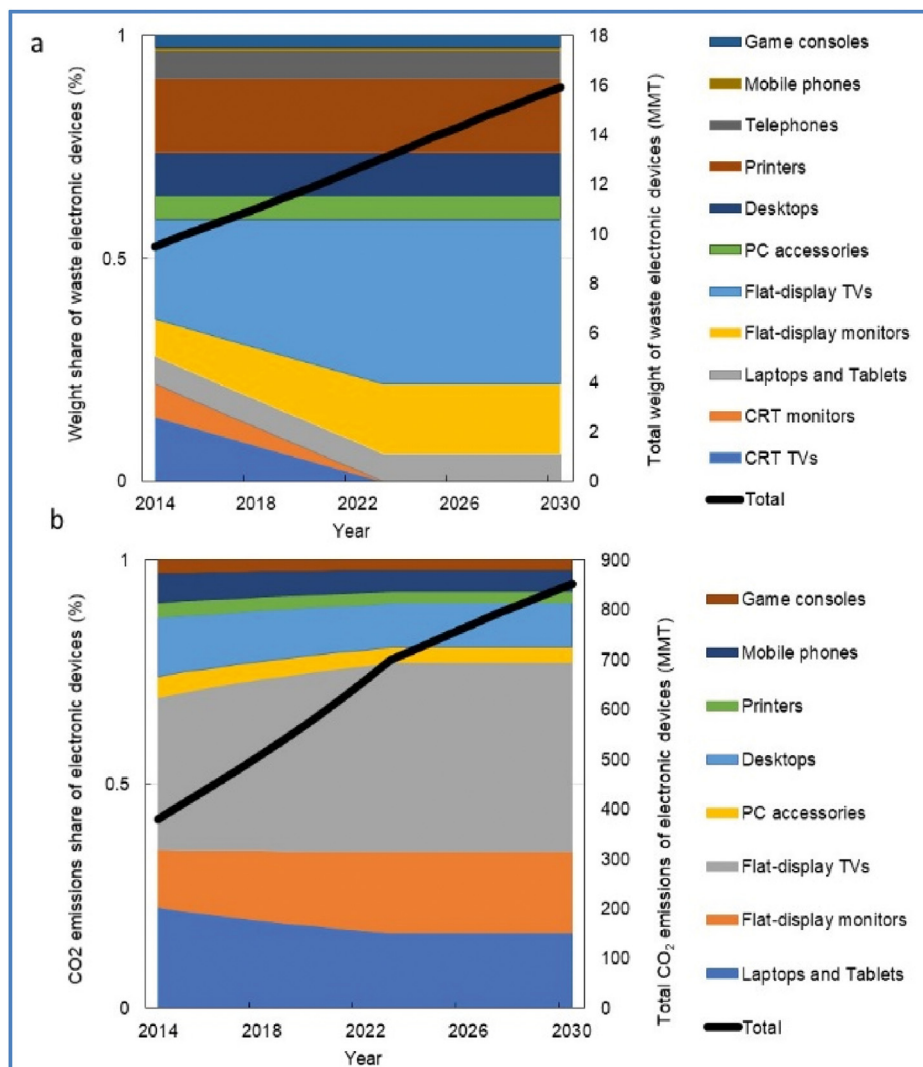 a
Weight share of waste electronic devices (%)
1
0.5
0
18
16
14
12
10
8
6
4
2
0
Total weight of waste electronic devices (MMT)
2014 2018 2022 2026 2030
Year
Game consoles
Mobile phones
Telephones
Printers
Desktops
PC accessories
Flat-display TVs
Flat-display monitors
Laptops and Tablets
CRT monitors
CRT TVs
Total
b
CO2 emissions share of electronic devices (%)
1
0.5
0
900
800
700
600
500
400
300
200
100
0
Total CO₂ emissions of electronic devices (MMT)
2014 2018 2022 2026 2030
Year
Game consoles
Mobile phones
Printers
Desktops
PC accessories
Flat-display TVs
Flat-display monitors
Laptops and Tablets
Total